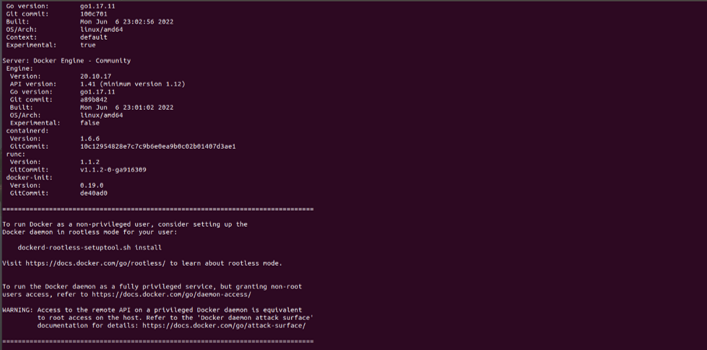 Go version:        go1.17.11
Git commit:        100c701
Built:             Mon Jun  6 23:02:56 2022
OS/Arch:           linux/amd64
Context:           default
Experimental:      true
Server: Docker Engine - Community
Engine:
Version:          20.10.17
API version:      1.41 (minimum version 1.12)
Go version:       go1.17.11
Git commit:       a89b842
Built:            Mon Jun  6 23:01:02 2022
OS/Arch:          linux/amd64
Experimental:     false
containerd:
Version:          1.6.6
GitCommit:        10c12954828e7c7c9b6e0ea9b0c02b01407d3ae1
runc:
Version:          1.1.2
GitCommit:        v1.1.2-0-ga916309
docker-init:
Version:          0.19.0
GitCommit:        de40ad0
================================================================================
To run Docker as a non-privileged user, consider setting up the
Docker daemon in rootless mode for your user:
dockerd-rootless-setuptool.sh install
Visit https://docs.docker.com/go/rootless/ to learn about rootless mode.
To run the Docker daemon as a fully privileged service, but granting non-root
users access, refer to https://docs.docker.com/go/daemon-access/
WARNING: Access to the remote API on a privileged Docker daemon is equivalent
to root access on the host. Refer to the 'Docker daemon attack surface'
documentation for details: https://docs.docker.com/go/attack-surface/
================================================================================